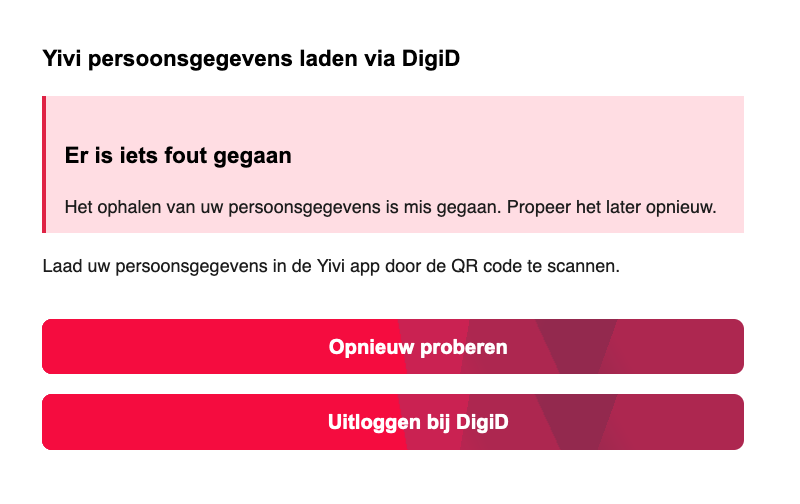 Yivi persoonsgegevens laden via DigiD
Er is iets fout gegaan
Het ophalen van uw persoonsgegevens is mis gegaan. Propeer het later opnieuw.
Laad uw persoonsgegevens in de Yivi app door de QR code te scannen.
Opnieuw proberen
Uitloggen bij DigiD